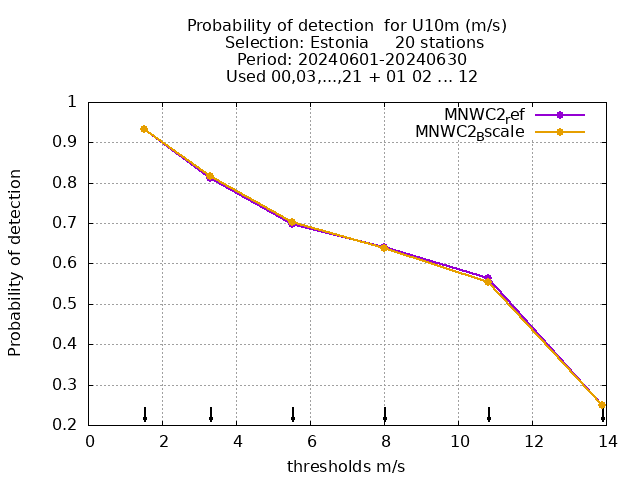 Probability of detection  for U10m (m/s)
Selection: Estonia     20 stations
Period: 20240601-20240630
Used 00,03,...,21 + 01 02 ... 12
MNWC2ref
MNWC2Bscale
1
0.9
0.8
0.7
0.6
0.5
0.4
0.3
0.2
Probability of detection
0 2 4 6 8 10 12 14
thresholds m/s